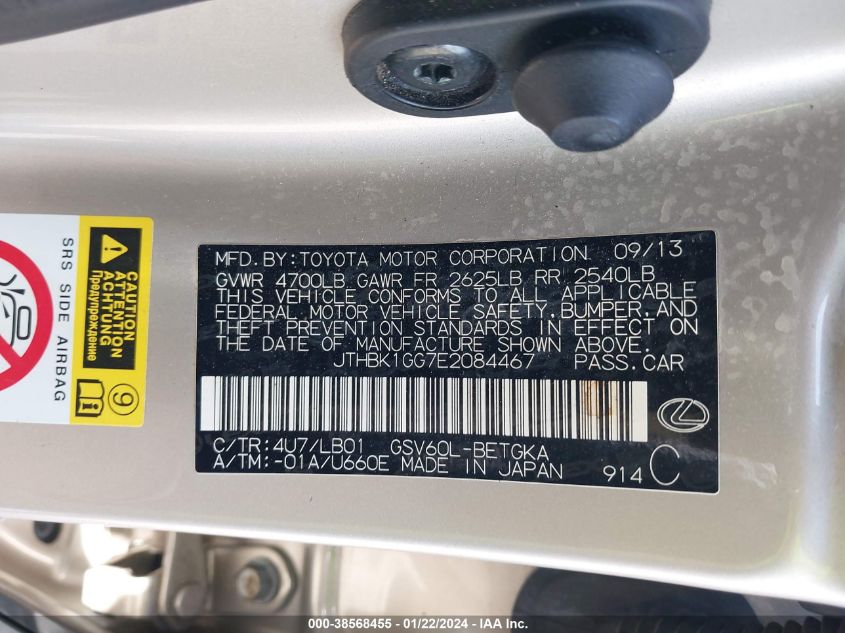 MFD.BY:TOYOTA MOTOR CORPORATION 09/13
GVWR 4700LB GAWR FR 2625LB RR 2540LB
THIS VEHICLE CONFORMS TO ALL APPLICABLE
FEDERAL MOTOR VEHICLE SAFETY,BUMPER,AND
THEFT PREVENTION STANDARDS IN EFFECT ON
THE DATE OF MANUFACTURE SHOWN ABOVE.
JTHBK1GG7E2084467 PASS.CAR
C/TR:4U7/LB01 GSV60L-BETGKA
A/TM:-01A/U660E MADE IN JAPAN 914 C
SRS SIDE AIRBAG
CAUTION
ATTENTION
ACHTUNG
Предупреждение
9
000-38568455 - 01/22/2024 - IAA Inc.